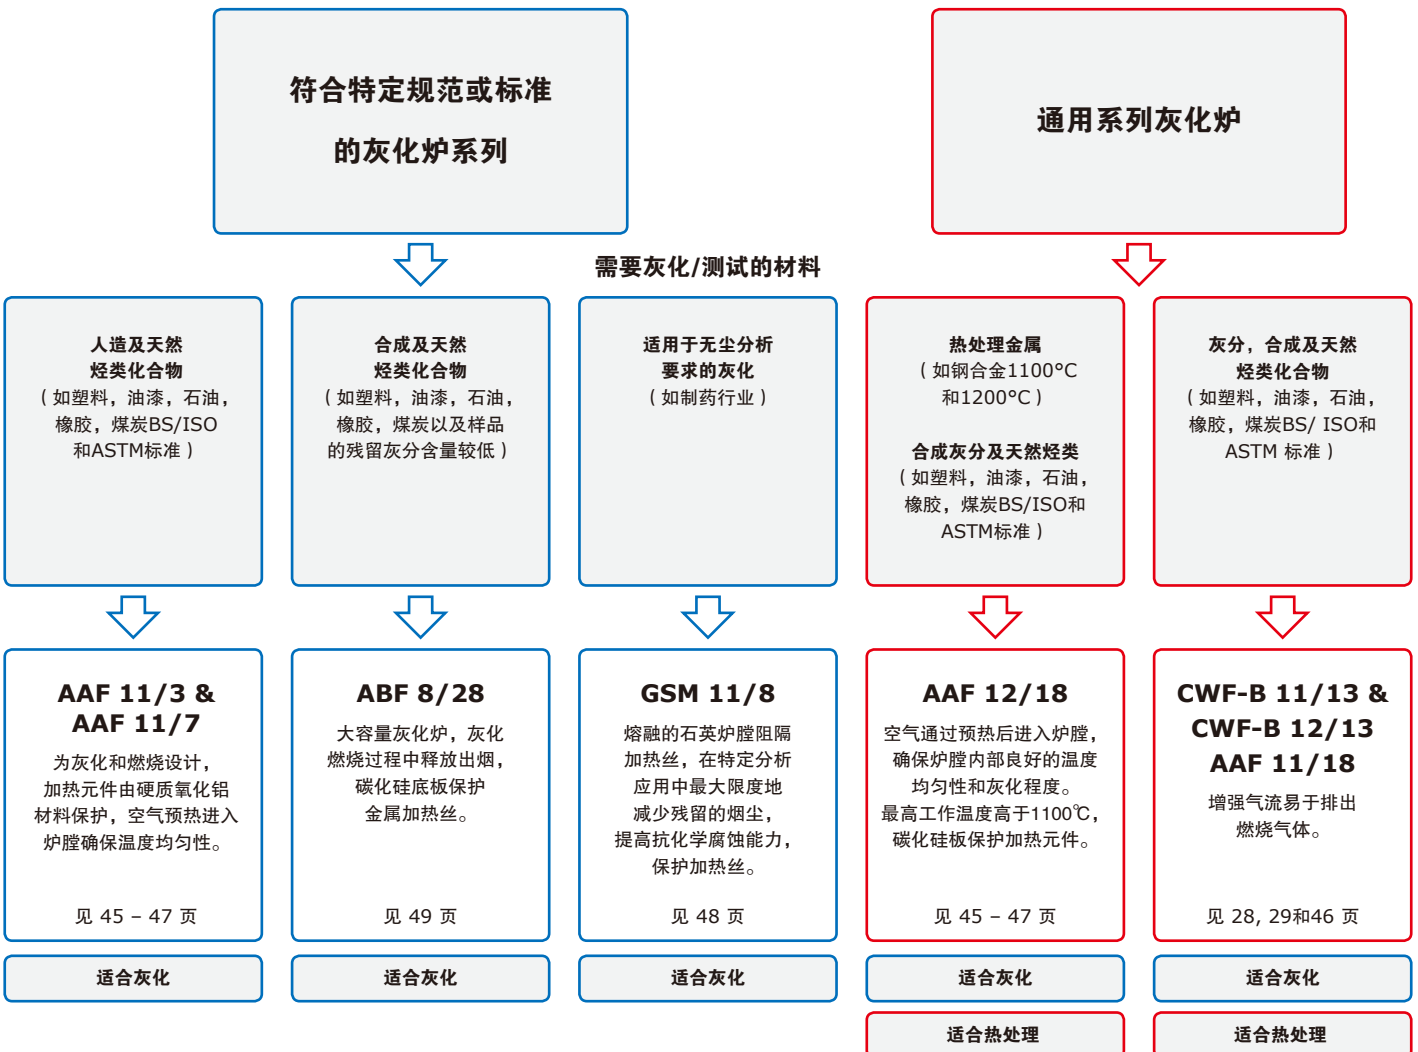 符合特定规范或标准
的灰化炉系列
通用系列灰化炉
需要灰化/测试的材料
人造及天然
烃类化合物
（如塑料，油漆，石油，
橡胶，煤炭BS/ISO
和ASTM标准）
合成及天然
烃类化合物
（如塑料，油漆，石油，
橡胶，煤炭以及样品
的残留灰分含量较低）
适用于无尘分析
要求的灰化
（如制药行业）
热处理金属
（如钢合金1100°C
和1200°C）
合成灰分及天然烃类
（如塑料，油漆，石油，
橡胶，煤炭BS/ISO和
ASTM标准）
灰分，合成及天然
烃类化合物
（如塑料，油漆，石油，
橡胶，煤炭BS/ ISO和
ASTM 标准）
AAF 11/3 &
AAF 11/7
为灰化和燃烧设计，
加热元件由硬质氧化铝
材料保护，空气预热进入
炉膛确保温度均匀性。
见 45 – 47 页
ABF 8/28
大容量灰化炉，灰化
燃烧过程中释放出烟，
碳化硅底板保护
金属加热丝。
见 49 页
GSM 11/8
熔融的石英炉膛阻隔
加热丝，在特定分析
应用中最大限度地
减少残留的烟尘，
提高抗化学腐蚀能力，
保护加热丝。
见 48 页
AAF 12/18
空气通过预热后进入炉膛，
确保炉膛内部良好的温度
均匀性和灰化程度。
最高工作温度高于1100℃，
碳化硅板保护加热元件。
见 45 – 47 页
CWF-B 11/13 &
CWF-B 12/13
AAF 11/18
增强气流易于排出
燃烧气体。
见 28, 29和46 页
适合灰化
适合灰化
适合灰化
适合灰化
适合灰化
适合热处理
适合热处理